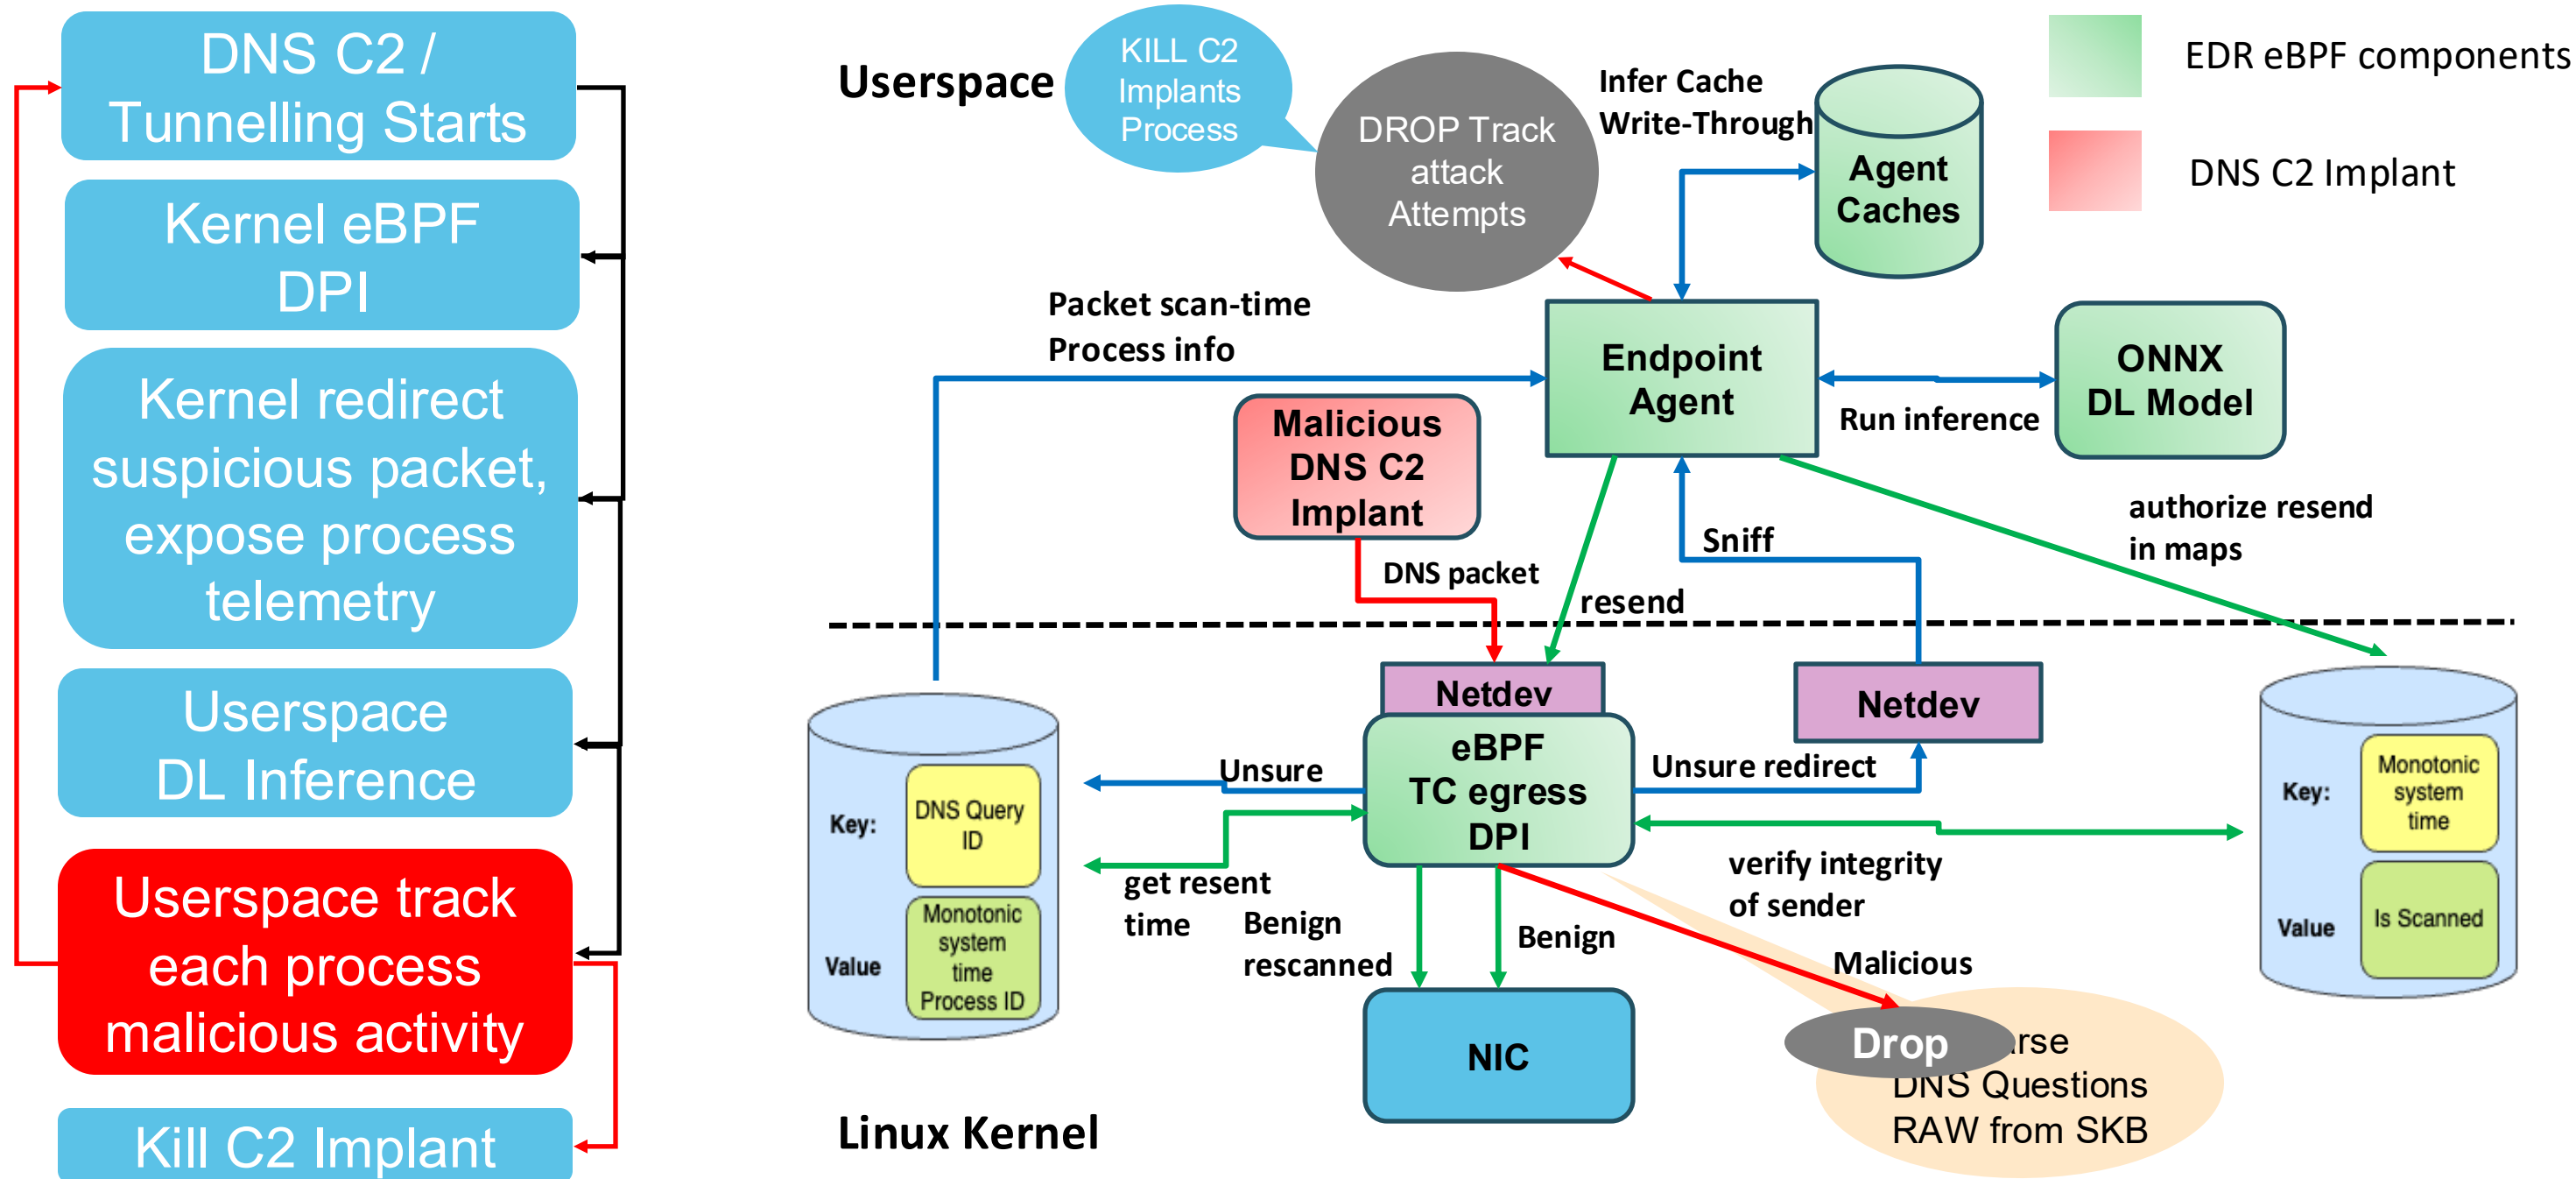 DNS C2 /
Tunnelling Starts
Kernel eBPF
DPI
Kernel redirect
suspicious packet,
expose process
telemetry
Userspace
DL Inference
Userspace track
each process
malicious activity
Kill C2 Implant
Userspace
KILL C2
Implants
Process
DROP Track
attack
Attempts
Infer Cache
Write-Through
Agent
Caches
EDR eBPF components
DNS C2 Implant
Packet scan-time
Process info
Endpoint
Agent
ONNX
DL Model
Run inference
Malicious
DNS C2
Implant
DNS packet
Sniff
resend
authorize resend
in maps
Netdev
Netdev
eBPF
TC egress
DPI
Unsure
Unsure redirect
Key:
DNS Query
ID
Value
Monotonic
system
time
Process ID
get resent
time
Benign
rescanned
Benign
verify integrity
of sender
Malicious
Key:
Monotonic
system
time
Value
Is Scanned
NIC
Drop
DNS Questions
RAW from SKB
Linux Kernel